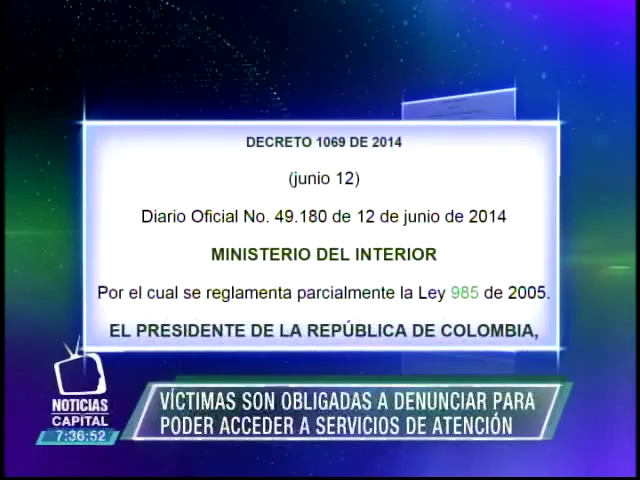 DECRETO 1069 DE 2014
(junio 12)
Diario Oficial No. 49.180 de 12 de junio de 2014
MINISTERIO DEL INTERIOR
Por el cual se reglamenta parcialmente la Ley 985 de 2005.
EL PRESIDENTE DE LA REPÚBLICA DE COLOMBIA,
NOTICIAS
CAPITAL
7:36:52
VÍCTIMAS SON OBLIGADAS A DENUNCIAR PARA
PODER ACCEDER A SERVICIOS DE ATENCIÓN